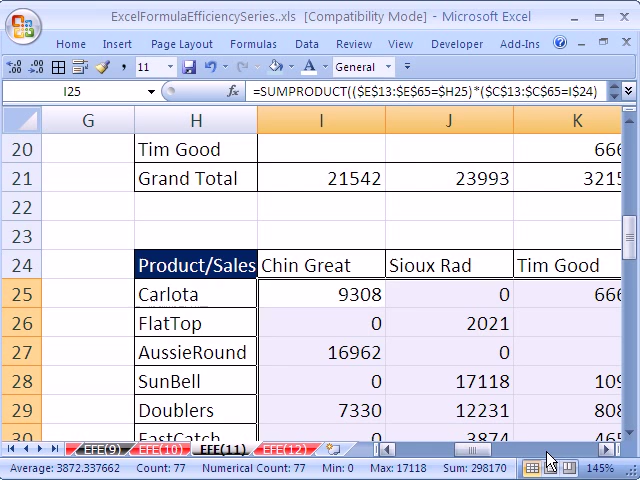 ExcelFormulaEfficiencySeries..xls [Compatibility Mode] - Microsoft Excel
Home Insert Page Layout Formulas Data Review View Developer Add-Ins
11 General
I25 fx =SUMPRODUCT(($E$13:$E$65=$H25)*($C$13:$C$65=I$24)
G H I J K
20 Tim Good 666
21 Grand Total 21542 23993 3215
22
23
24 Product/Sales Chin Great Sioux Rad Tim Good
25 Carlota 9308 0 666
26 FlatTop 0 2021
27 AussieRound 16962 0
28 SunBell 0 17118 109
29 Doublers 7330 12231 808
30 FastCatch 0 3874 465
EFE(9) EFE(10) EFE(11) EFE(12)
Average: 3872.337662 Count: 77 Numerical Count: 77 Min: 0 Max: 17118 Sum: 298170 145%